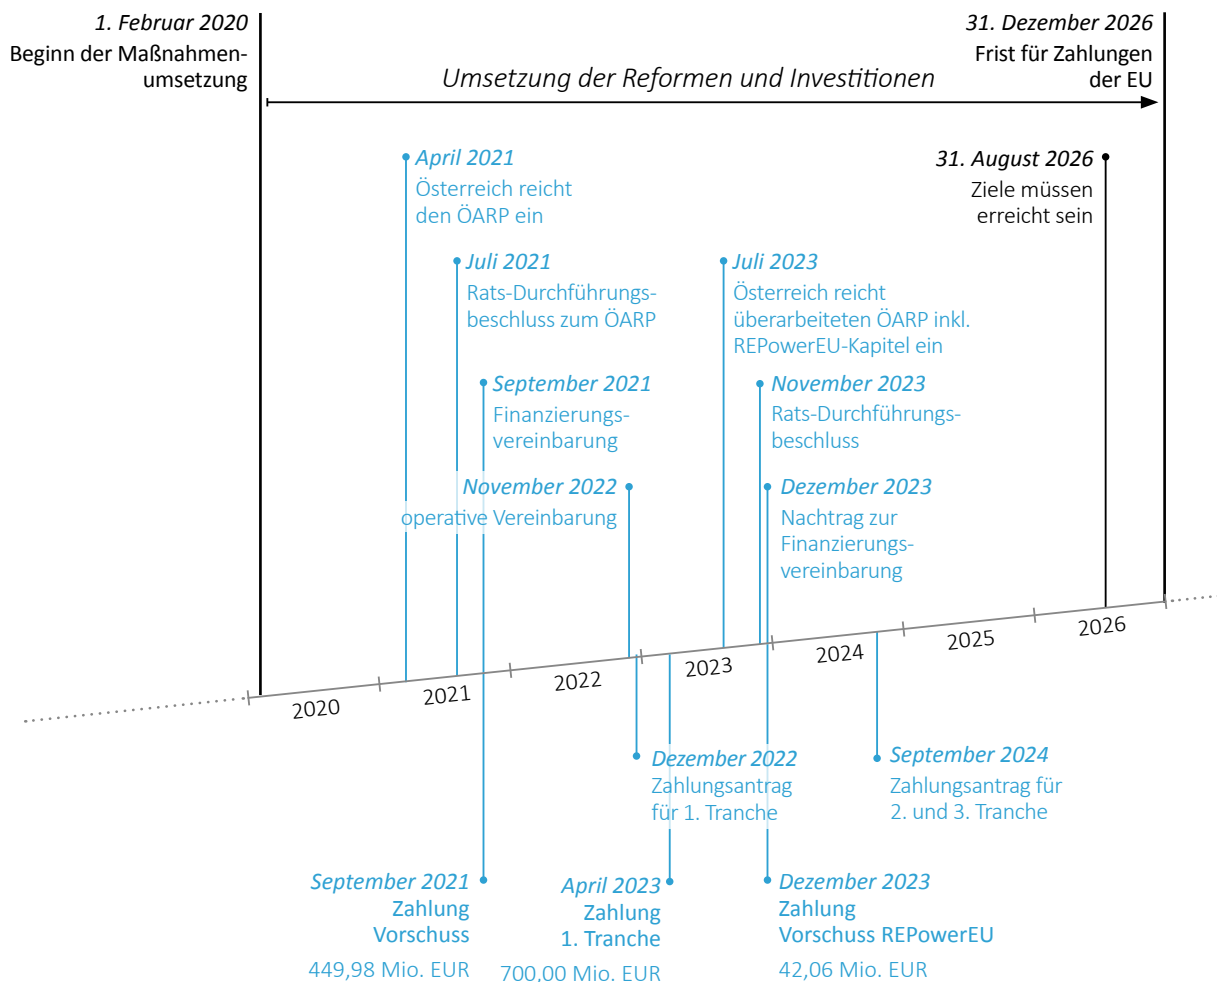 1. Februar 2020
Beginn der Maßnahmen-
umsetzung
31. Dezember 2026
Frist für Zahlungen
der EU
Umsetzung der Reformen und Investitionen
April 2021
Österreich reicht
den ÖARP ein
31. August 2026
Ziele müssen
erreicht sein
Juli 2021
Rats-Durchführungs-
beschluss zum ÖARP
Juli 2023
Österreich reicht
überarbeiteten ÖARP inkl.
REPowerEU-Kapitel ein
September 2021
Finanzierungs-
vereinbarung
November 2023
Rats-Durchführungs-
beschluss
November 2022
operative Vereinbarung
Dezember 2023
Nachtrag zur
Finanzierungs-
vereinbarung
2020
2021
2022
2023
2024
2025
2026
Dezember 2022
Zahlungsantrag
für 1. Tranche
September 2024
Zahlungsantrag für
2. und 3. Tranche
September 2021
Zahlung
Vorschuss
449,98 Mio. EUR
April 2023
Zahlung
1. Tranche
700,00 Mio. EUR
Dezember 2023
Zahlung
Vorschuss REPowerEU
42,06 Mio. EUR